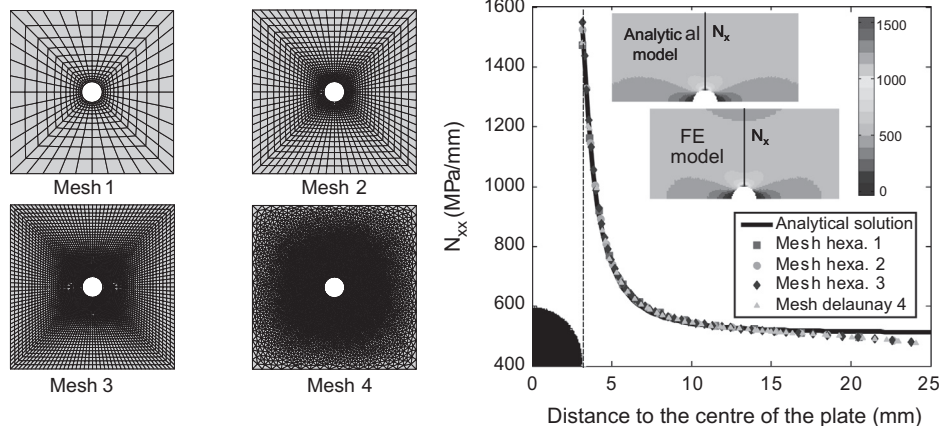 Mesh 1
Mesh 2
Mesh 3
Mesh 4
N_xx (MPa/mm)
1600
1400
1200
1000
800
600
400
0
5
10
15
20
25
Distance to the centre of the plate (mm)
Analytic al
model
N_x
FE
model
N_x
1500
1000
500
0
Analytical solution
Mesh hexa. 1
Mesh hexa. 2
Mesh hexa. 3
Mesh delaunay 4